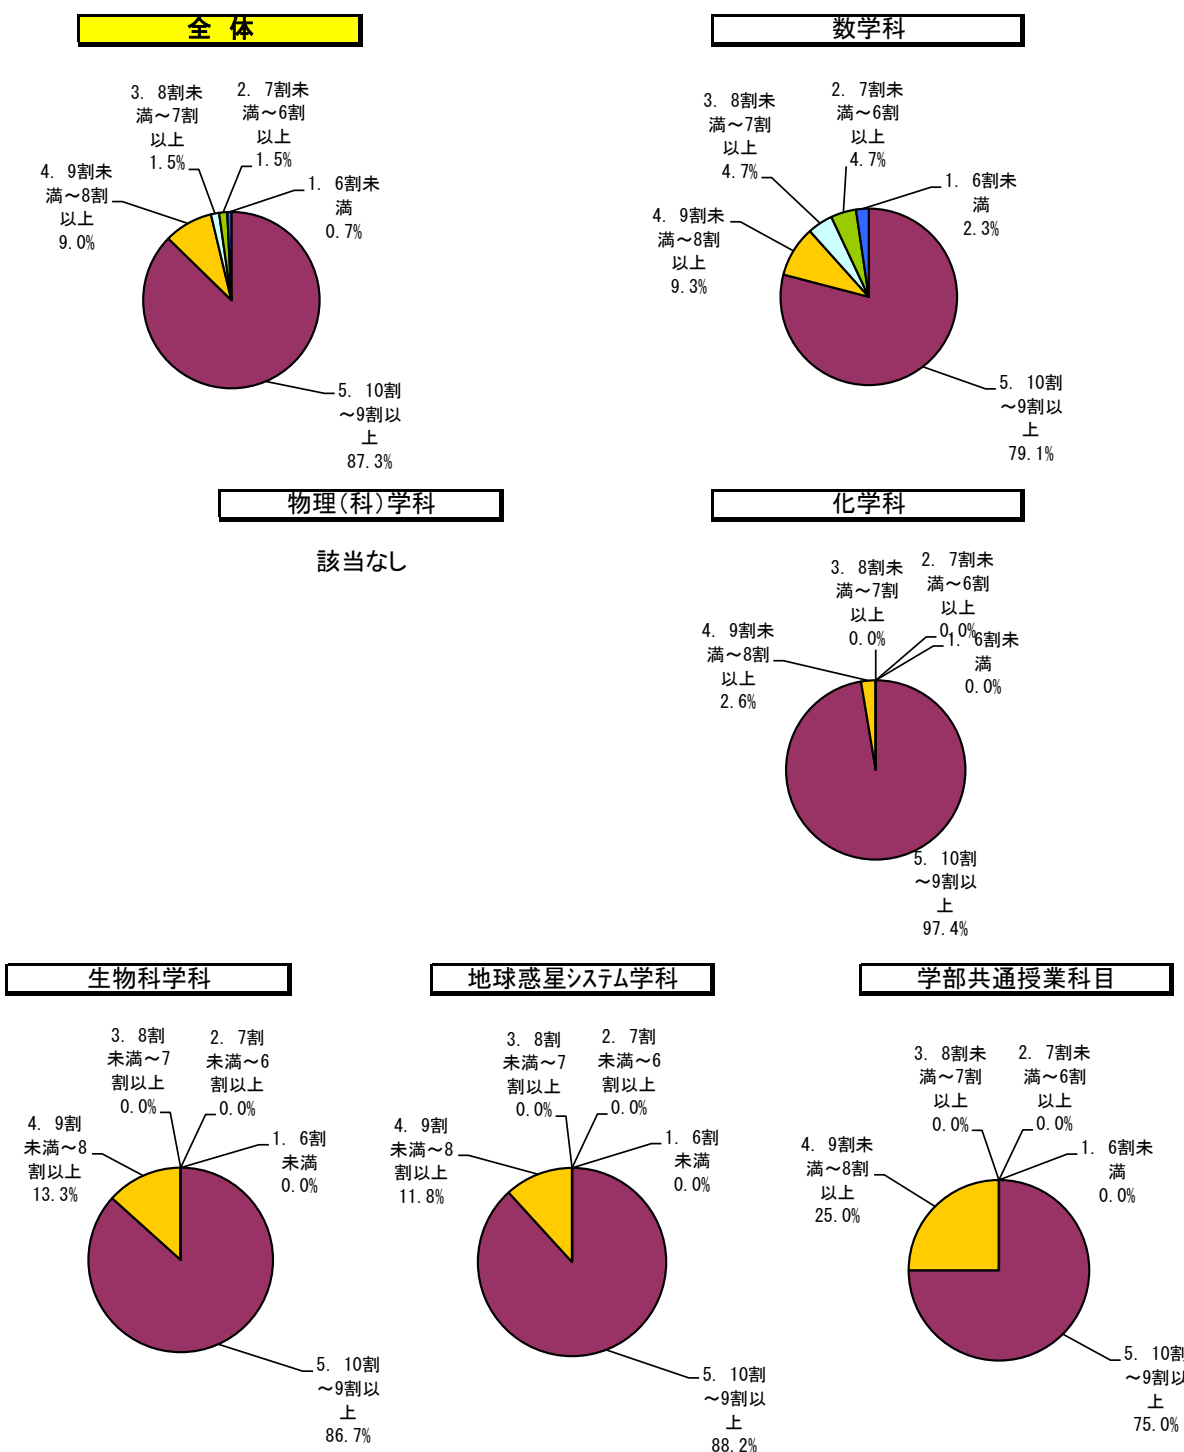 全 体
3. 8割未
満～7割
以上
1.5%
2. 7割未
満～6割
以上
1.5%
4. 9割未
満～8割
以上
9.0%
1. 6割未
満
0.7%
5. 10割
～9割以
上
87.3%
数学科
3. 8割未
満～7割
以上
4.7%
2. 7割未
満～6割
以上
4.7%
4. 9割未
満～8割
以上
9.3%
1. 6割未
満
2.3%
5. 10割
～9割以
上
79.1%
物理(科)学科
該当なし
化学科
3. 8割未
満～7割
以上
0.0%
2. 7割未
満～6割
以上
0.0%
4. 9割未
満～8割
以上
2.6%
1. 6割未
満
0.0%
5. 10割
～9割以
上
97.4%
生物科学科
3. 8割
未満～7
割以上
0.0%
2. 7割
未満～6
割以上
0.0%
4. 9割
未満～8
割以上
13.3%
1. 6割
未満
0.0%
5. 10割
～9割以
上
86.7%
地球惑星システム学科
3. 8割
未満～7
割以上
0.0%
2. 7割
未満～6
割以上
0.0%
4. 9割
未満～8
割以上
11.8%
1. 6割
未満
0.0%
5. 10割
～9割以
上
88.2%
学部共通授業科目
3. 8割未
満～7割
以上
0.0%
2. 7割未
満～6割
以上
0.0%
4. 9割未
満～8割
以上
25.0%
1. 6割未
満
0.0%
5. 10割
～9割以
上
75.0%